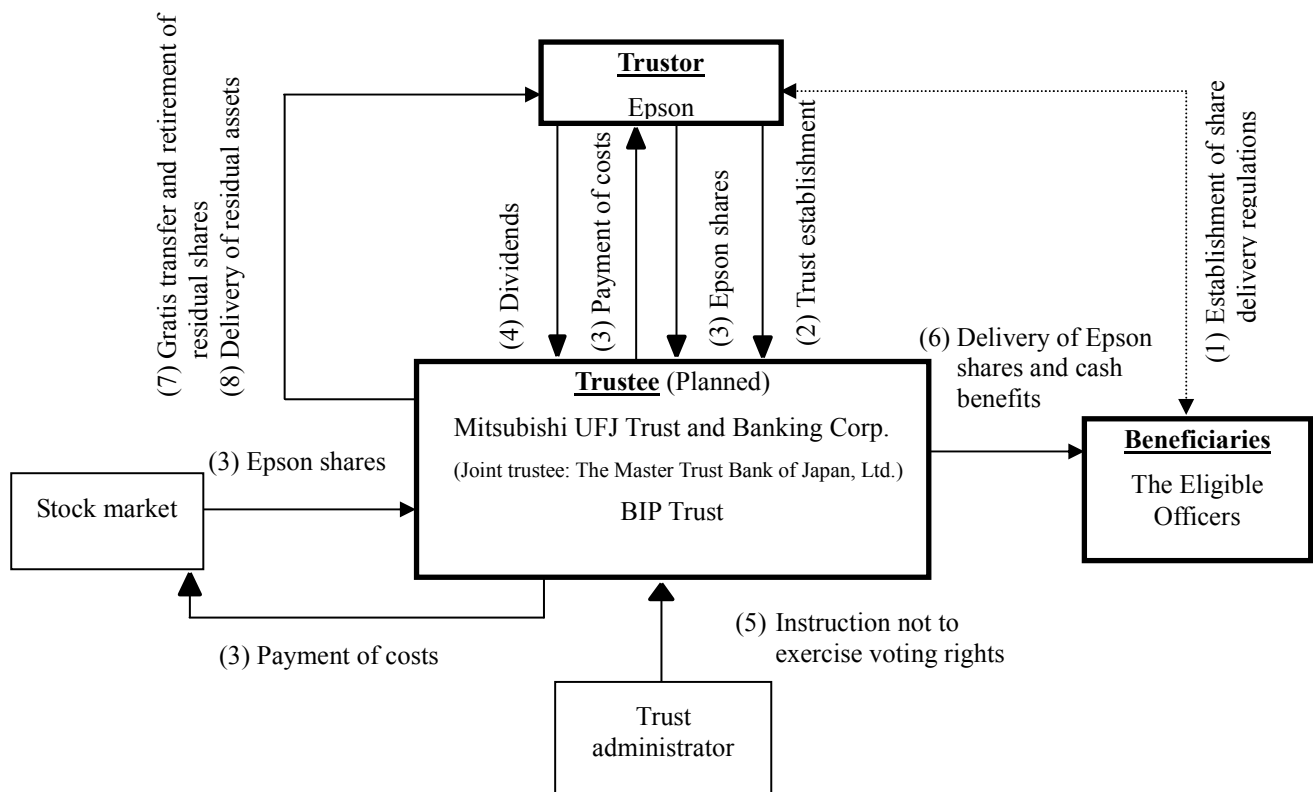 Trustor
Epson
(7) Gratis transfer and retirement of
residual shares
(8) Delivery of residual assets
(4) Dividends
(3) Payment of costs
(3) Epson shares
(2) Trust establishment
(1) Establishment of share
delivery regulations
(6) Delivery of Epson
shares and cash
benefits
Trustee (Planned)
Mitsubishi UFJ Trust and Banking Corp.
(Joint trustee: The Master Trust Bank of Japan, Ltd.)
BIP Trust
Beneficiaries
The Eligible
Officers
(3) Epson shares
Stock market
(3) Payment of costs
(5) Instruction not to
exercise voting rights
Trust
administrator